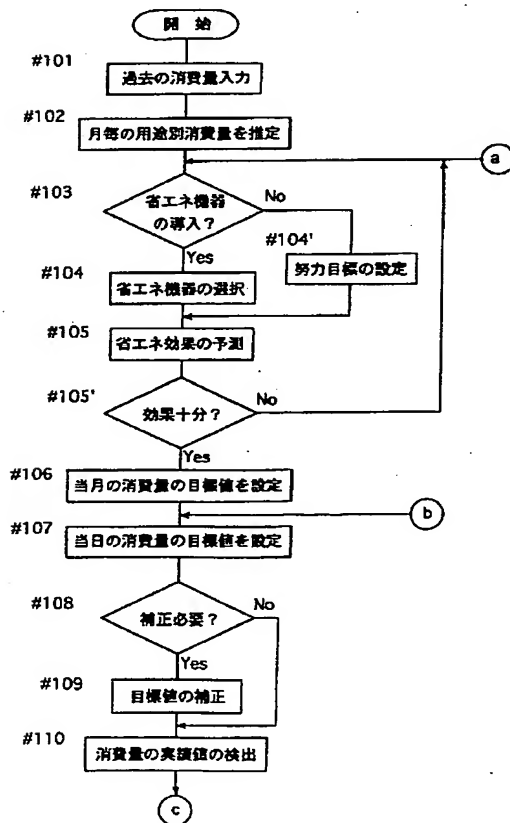 開 始
#101
過去の消費量入力
#102
月毎の用途別消費量を推定
a
#103
省エネ機器
の導入？
No
#104'
努力目標の設定
Yes
#104
省エネ機器の選択
#105
省エネ効果の予測
#105'
効果十分？
No
Yes
#106
当月の消費量の目標値を設定
b
#107
当日の消費量の目標値を設定
#108
補正必要？
No
Yes
#109
目標値の補正
#110
消費量の実績値の検出
c